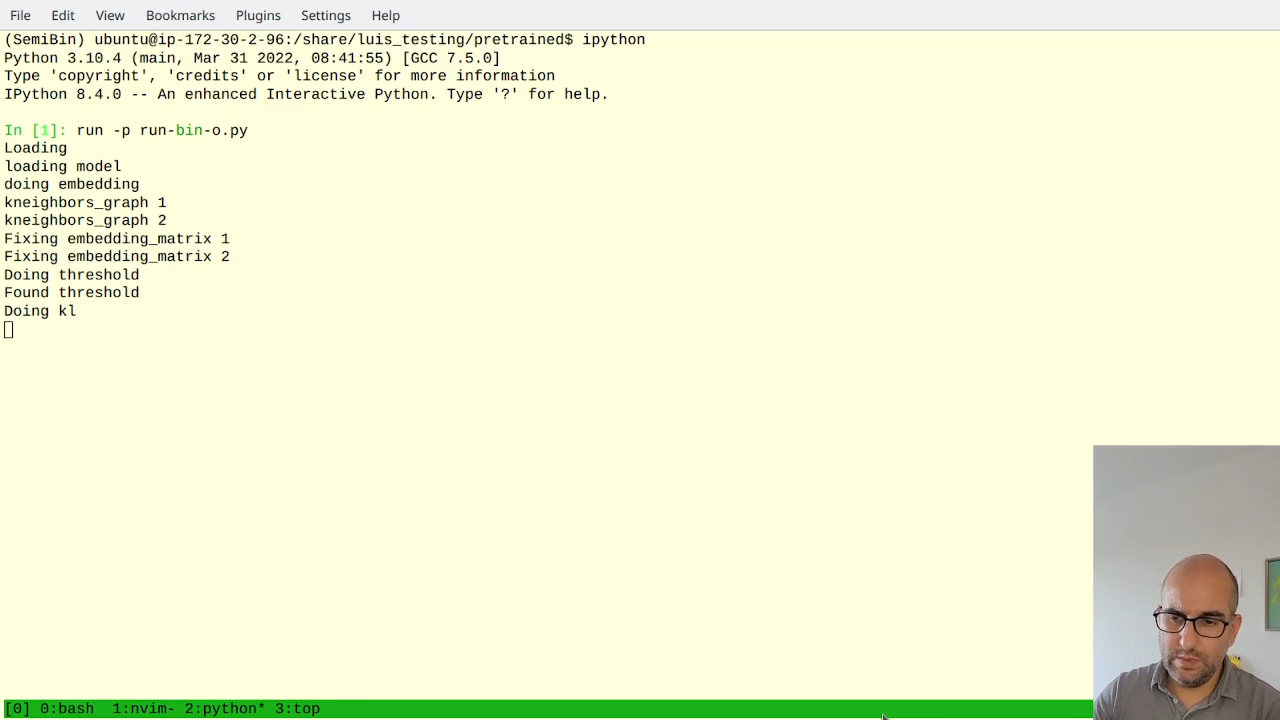 File Edit View Bookmarks Plugins Settings Help
(SemiBin) ubuntu@ip-172-30-2-96:/share/luis_testing/pretrained$ ipython
Python 3.10.4 (main, Mar 31 2022, 08:41:55) [GCC 7.5.0]
Type 'copyright', 'credits' or 'license' for more information
IPython 8.4.0 -- An enhanced Interactive Python. Type '?' for help.
In [1]: run -p run-bin-o.py
Loading
loading model
doing embedding
kneighbors_graph 1
kneighbors_graph 2
Fixing embedding_matrix 1
Fixing embedding_matrix 2
Doing threshold
Found threshold
Doing kl
[0] 0:bash  1:nvim- 2:python* 3:top